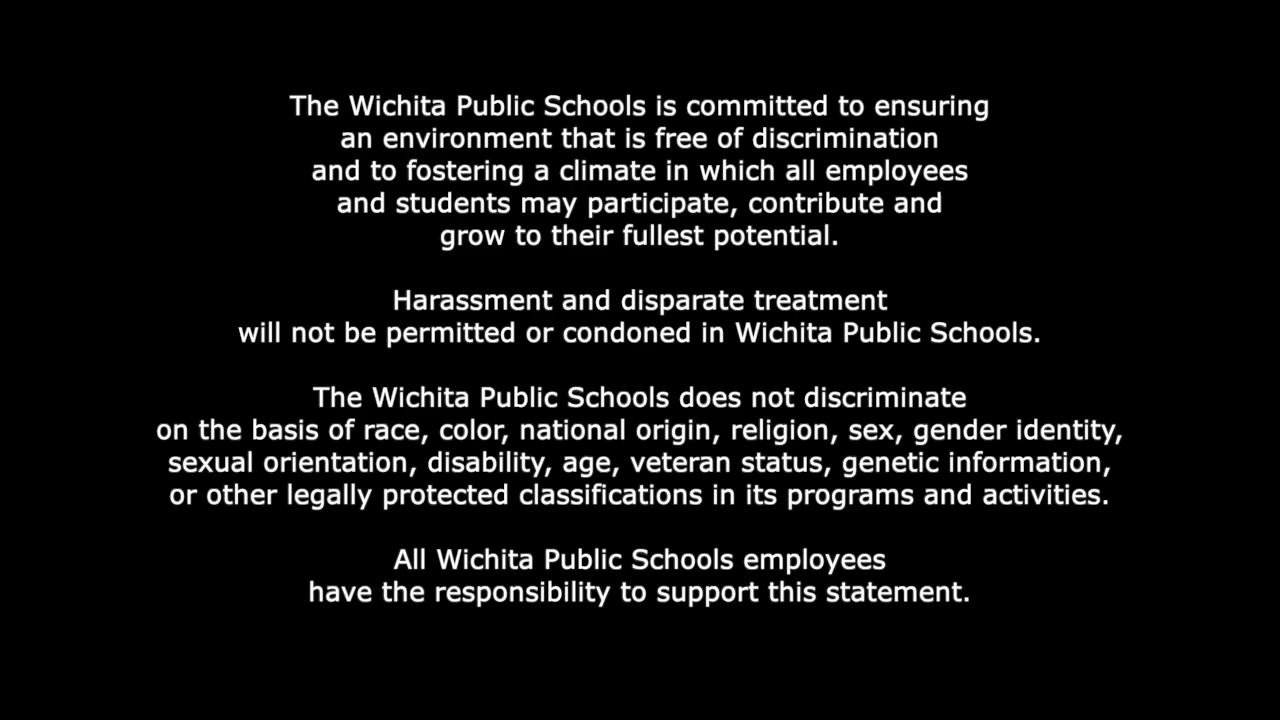 The Wichita Public Schools is committed to ensuring
an environment that is free of discrimination
and to fostering a climate in which all employees
and students may participate, contribute and
grow to their fullest potential.
Harassment and disparate treatment
will not be permitted or condoned in Wichita Public Schools.
The Wichita Public Schools does not discriminate
on the basis of race, color, national origin, religion, sex, gender identity,
sexual orientation, disability, age, veteran status, genetic information,
or other legally protected classifications in its programs and activities.
All Wichita Public Schools employees
have the responsibility to support this statement.